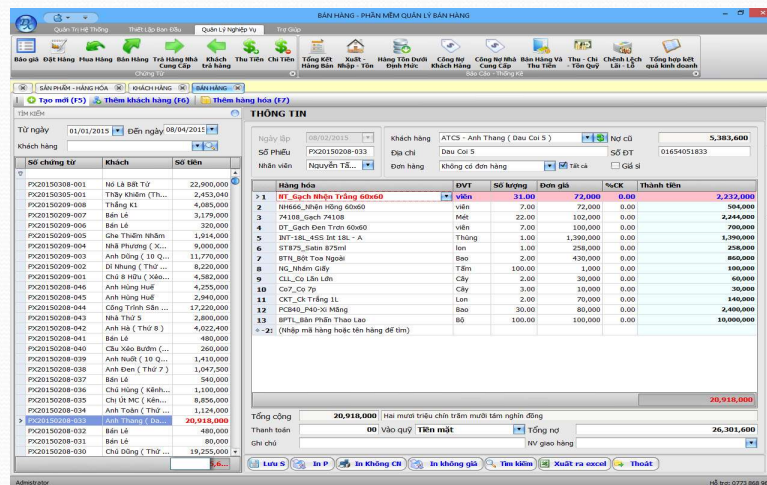 BÁN HÀNG - PHẦN MỀM QUẢN LÝ BÁN HÀNG
Quản Trị Hệ Thống Thiết Lập Ban Đầu Quản Lý Nghiệp Vụ Trợ Giúp
Báo giá Đặt Hàng Mua Hàng Bán Hàng Trả Hàng Nhà Cung Cấp Khách trả hàng Thu Tiền Chi Tiền Tổng Kết Hàng Bán Xuất - Nhập - Tồn Hàng Tồn Dưới Định Mức Công Nợ Khách Hàng Công Nợ Nhà Cung Cấp Bán Hàng Và Thu Tiền Thu - Chi - Tồn Quỹ Chênh Lệch Lãi - Lỗ Tổng hợp kết quả kinh doanh
Chứng Từ Báo Cáo - Thống Kê
SẢN PHẨM - HÀNG HÓA KHÁCH HÀNG BÁN HÀNG
Tạo mới (F5) Thêm khách hàng (F6) Thêm hàng hóa (F7)
TÌM KIẾM
Từ ngày 01/01/2015 Đến ngày 08/04/2015
Khách hàng
Số chứng từ Khách Số tiền
PX20150308-001 Nó Là Bất Tử 22,900,000
PX20150305-001 Thầy Khiêm (Th... 2,453,040
PX20150209-008 Thắng K1 4,085,000
PX20150209-007 Bán Lẻ 3,179,000
PX20150209-006 Bán Lẻ 320,000
PX20150209-005 Ghe Thiềm Nhâm 1,914,000
PX20150209-004 Nhã Phương ( X... 9,000,000
PX20150209-003 Anh Dũng ( 10 Q... 11,770,000
PX20150209-002 Dì Nhung ( Thứ ... 8,220,000
PX20150209-001 Chú 8 Hữu ( Xéo... 4,582,000
PX20150208-046 Anh Hùng Huế 4,255,000
PX20150208-045 Anh Hùng Huế 2,940,000
PX20150208-044 Công Trình Sân ... 17,220,000
PX20150208-043 Nhà Thứ 5 2,800,000
PX20150208-042 Anh Hà ( Thứ 8 ) 4,022,400
PX20150208-041 Bán Lẻ 480,000
PX20150208-040 Cầu Xéo Bướm (... 260,000
PX20150208-039 Anh Nuốt ( 10 Q... 1,410,000
PX20150208-038 Anh Đen ( Thứ 7 ) 1,047,500
PX20150208-037 Bán Lẻ 540,000
PX20150208-036 Chú Hùng ( Kênh... 1,100,000
PX20150208-035 Chị Út MC ( Kên... 8,856,000
PX20150208-034 Anh Toàn ( Thứ ... 1,124,000
PX20150208-033 Anh Thang ( Da... 20,918,000
PX20150208-032 Bán Lẻ 480,000
PX20150208-031 Bán Lẻ 80,000
PX20150208-030 Chú Dũng ( Thứ ... 19,255,000
THÔNG TIN
Ngày lập 08/02/2015 Khách hàng ATC5 - Anh Thang ( Dau Coi 5 ) Nợ cũ 5,383,600
Số Phiếu PX20150208-033 Địa chỉ Dau Coi 5 Số ĐT 01654051833
Nhân viên Nguyễn Tấ... Đơn hàng Không có đơn hàng Tất cả Giá sỉ
Hàng hóa ĐVT Số lượng Đơn giá %CK Thành tiền
1 NT_Gạch Nhện Trắng 60x60 viên 31.00 72,000 0.00 2,232,000
2 NH666_Nhện Hồng 60x60 viên 7.00 72,000 0.00 504,000
3 74108_Gạch 74108 Mét 22.00 102,000 0.00 2,244,000
4 DT_Gạch Đen Trơn 60x60 viên 7.00 100,000 0.00 700,000
5 INT-18L_4SS Int 18L - A Thùng 1.00 1,390,000 0.00 1,390,000
6 ST875_Satin 875ml lon 1.00 258,000 0.00 258,000
7 BTN_Bột Toa Ngoài Bao 2.00 430,000 0.00 860,000
8 NG_Nhám Giấy Tấm 100.00 1,000 0.00 100,000
9 CLL_Cọ Lăn Lớn Cây 2.00 30,000 0.00 60,000
10 Co7_Cọ 7p Cây 3.00 10,000 0.00 30,000
11 CKT_Ck Trắng 1L Lon 2.00 70,000 0.00 140,000
12 PCB40_P40-Xi Măng Bao 30.00 80,000 0.00 2,400,000
13 BPTL_Bàn Phấn Thao Lao Bộ 100.00 100,000 0.00 10,000,000
-2: (Nhập mã hàng hoặc tên hàng để tìm)
20,918,000
Tổng cộng 20,918,000 Hai mươi triệu chín trăm mười tám nghìn đồng
Thanh toán 00 Vào quỹ Tiền mặt Tổng nợ 26,301,600
Ghi chú NV giao hàng
Lưu S In P In Không CN In không giá Tìm kiếm Xuất ra excel Thoát
Admistrator Hỗ trợ: 0773 868 96